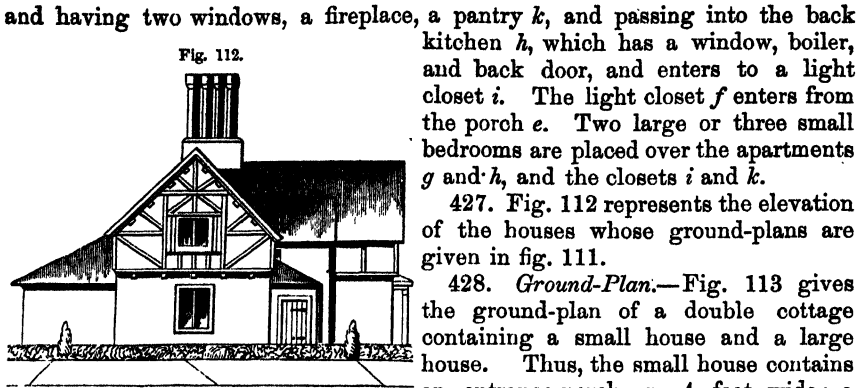 and having two windows, a fireplace, a pantry k, and passing into the back
Fig. 112.
kitchen h, which has a window, boiler,
and back door, and enters to a light
closet i. The light closet f enters from
the porch e. Two large or three small
bedrooms are placed over the apartments
g and h, and the closets i and k.
427. Fig. 112 represents the elevation
of the houses whose ground-plans are
given in fig. 111.
428. Ground-Plan.—Fig. 113 gives
the ground-plan of a double cottage
containing a small house and a large
house. Thus, the small house contains